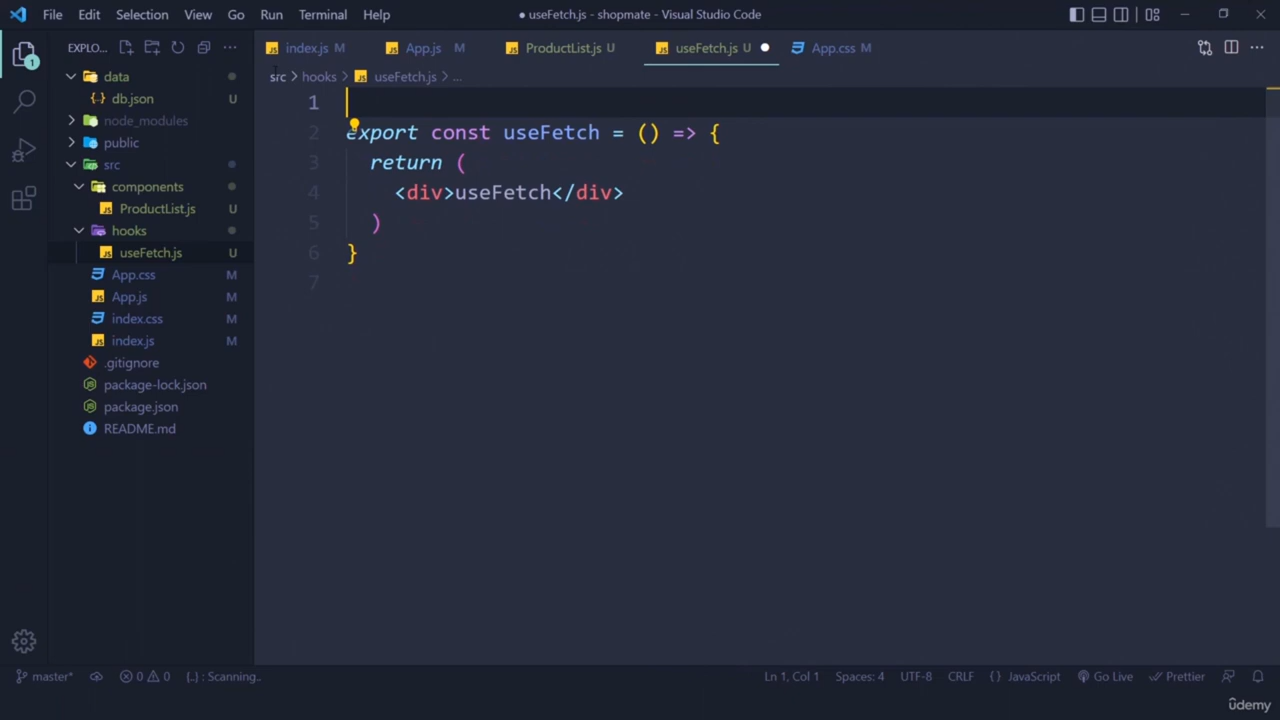 File Edit Selection View Go Run Terminal Help ● useFetch.js - shopmate - Visual Studio Code
EXPLO...
index.js M App.js M ProductList.js U useFetch.js U ● App.css M
src > hooks > useFetch.js > ...
data
{} db.json U
node_modules
public
src
components
ProductList.js U
hooks
useFetch.js U
App.css M
App.js M
index.css M
index.js M
.gitignore
package-lock.json
package.json
README.md
1
2 export const useFetch = () => {
3 return (
4 <div>useFetch</div>
5 )
6 }
7
master* 0 0 {..} : Scanning.. Ln 1, Col 1 Spaces: 4 UTF-8 CRLF {} JavaScript Go Live Prettier
udemy